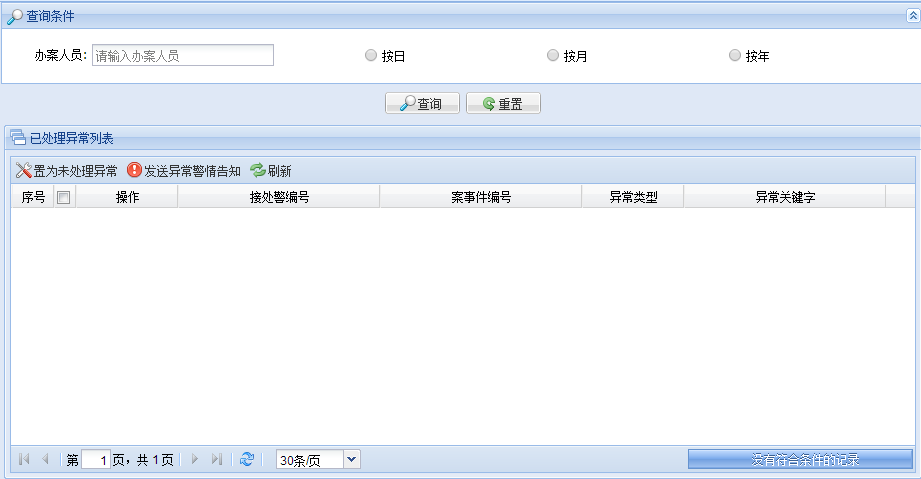 查询条件
办案人员: 请输入办案人员 按日 按月 按年
查询 重置
已处理异常列表
置为未处理异常 发送异常警情告知 刷新
序号 操作 接处警编号 案事件编号 异常类型 异常关键字
第 1 页，共 1 页 30条/页 没有符合条件的记录